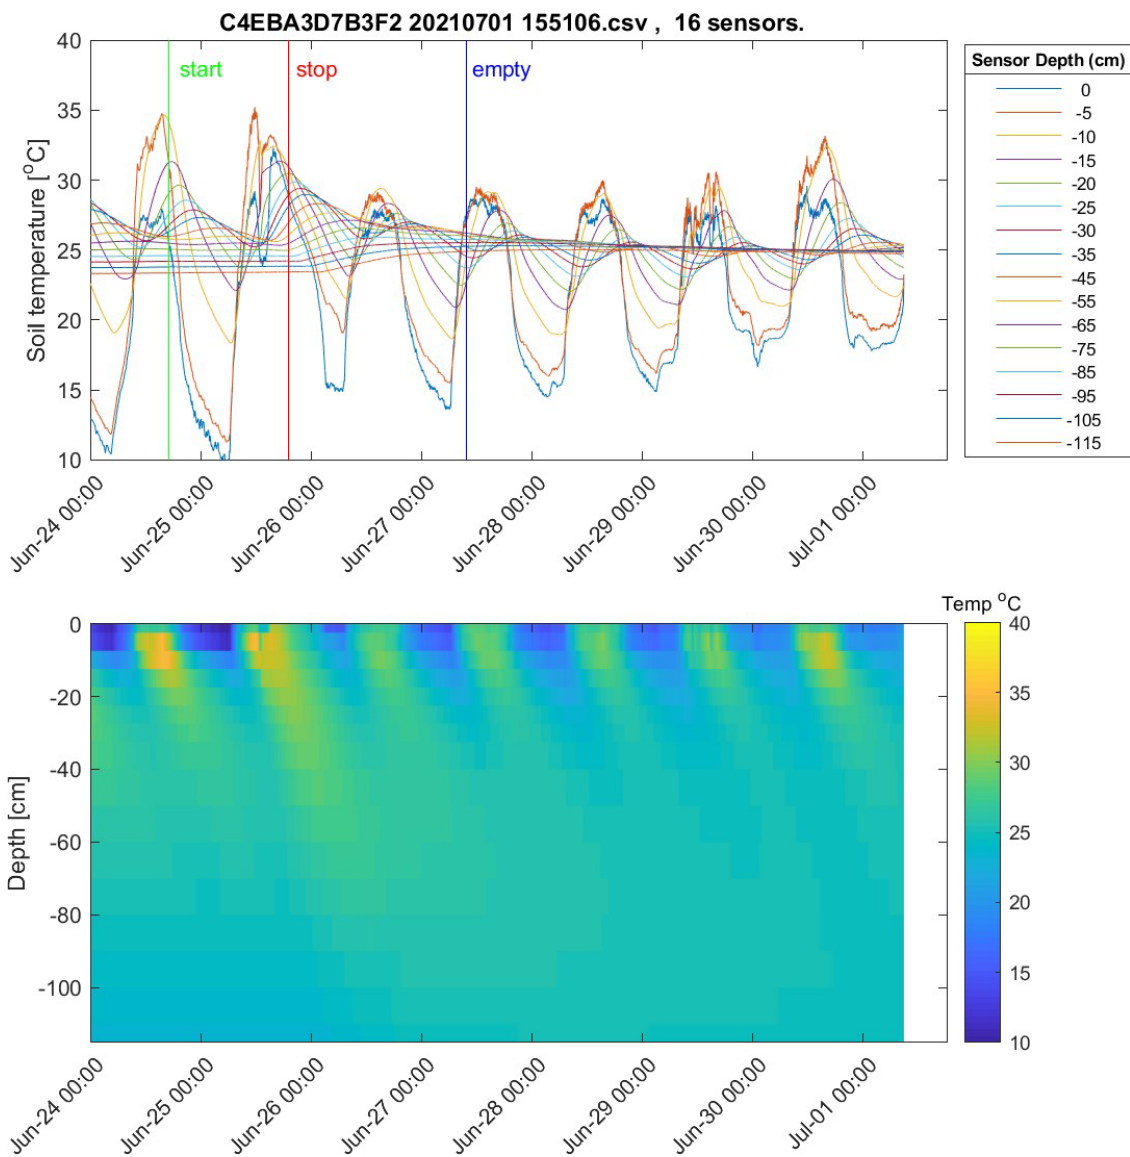 C4EBA3D7B3F2 20210701 155106.csv ,  16 sensors.
40
35
30
25
20
15
10
Soil temperature [°C]
start
stop
empty
Jun-24 00:00
Jun-25 00:00
Jun-26 00:00
Jun-27 00:00
Jun-28 00:00
Jun-29 00:00
Jun-30 00:00
Jul-01 00:00
Sensor Depth (cm)
0
-5
-10
-15
-20
-25
-30
-35
-45
-55
-65
-75
-85
-95
-105
-115
Temp °C
0
-20
-40
-60
-80
-100
Depth [cm]
Jun-24 00:00
Jun-25 00:00
Jun-26 00:00
Jun-27 00:00
Jun-28 00:00
Jun-29 00:00
Jun-30 00:00
Jul-01 00:00
40
35
30
25
20
15
10